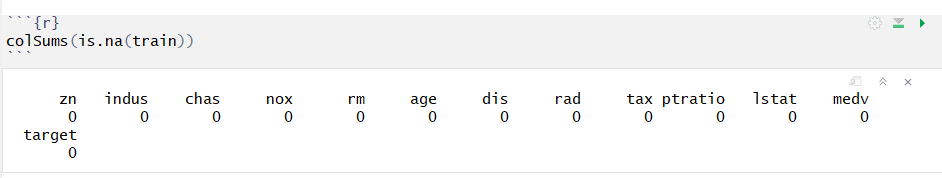 ```{r}
colSums(is.na(train))
```
zn indus chas nox rm age dis rad tax ptratio lstat medv
0 0 0 0 0 0 0 0 0 0 0 0
target
0